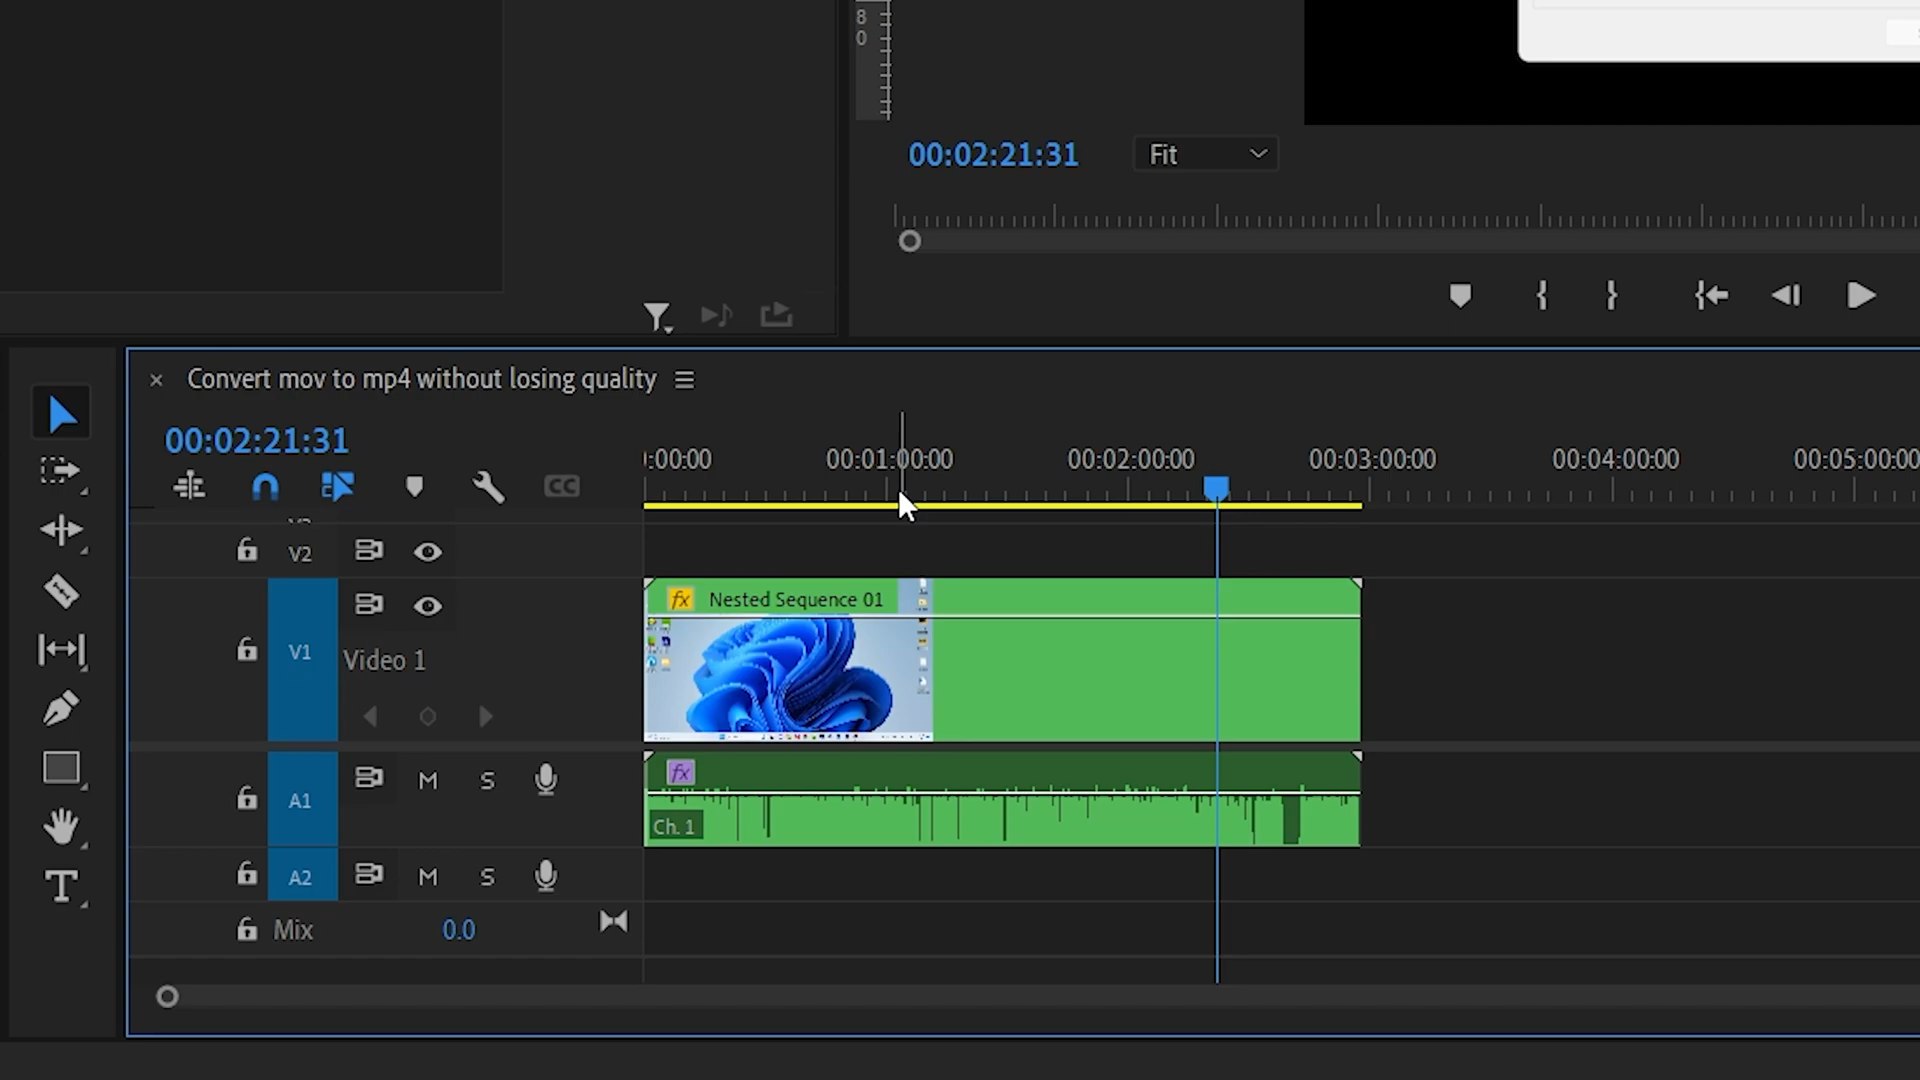 8
0
00:02:21:31
Fit
Convert mov to mp4 without losing quality
00:02:21:31
:00:00
00:01:00:00
00:02:00:00
00:03:00:00
00:04:00:00
00:05:00:00
CC
V2
fx Nested Sequence 01
V1
Video 1
fx
A1 M S
Ch. 1
A2 M S
Mix 0.0